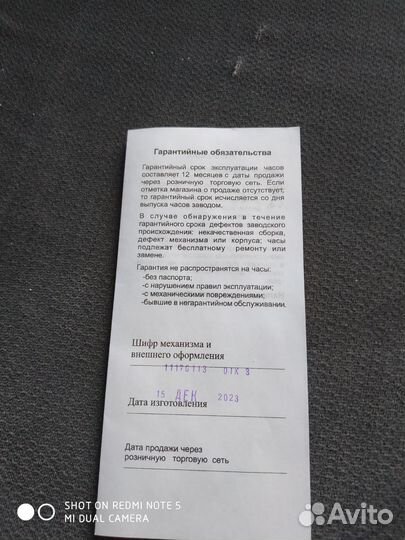 Гарантийные обязательства
Гарантийный срок эксплуатации часов
составляет 12 месяцев с даты продажи
через розничную торговую сеть. Если
отметка магазина о продаже отсутствует,
то гарантийный срок исчисляется со дня
выпуска часов заводом.
В случае обнаружения в течение
гарантийного срока дефектов заводского
происхождения: некачественная сборка,
дефект механизма или корпуса; часы
подлежат бесплатному ремонту или
замене.
Гарантия не распространятся на часы:
-без паспорта;
-с нарушением правил эксплуатации;
-с механическими повреждениями;
-бывшие в негарантийном обслуживании.
Шифр механизма и
внешнего оформления
11170113 ОТК 3
15 ДЕК 2023
Дата изготовления
Дата продажи через
розничную торговую сеть
SHOT ON REDMI NOTE 5
MI DUAL CAMERA
Avito